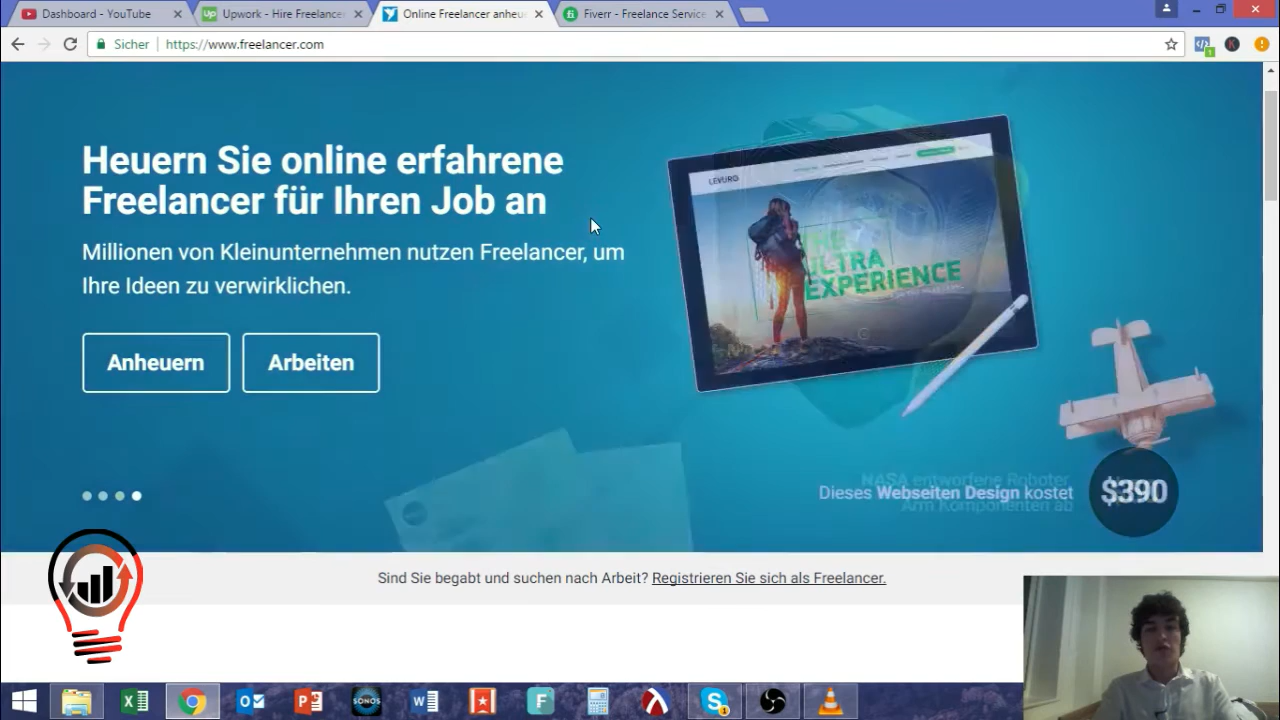 Dashboard - YouTube
Upwork - Hire Freelancer
Online Freelancer anheu
Fiverr - Freelance Service
Sicher
https://www.freelancer.com
Heuern Sie online erfahrene
Freelancer für Ihren Job an
Millionen von Kleinunternehmen nutzen Freelancer, um
Ihre Ideen zu verwirklichen.
Anheuern
Arbeiten
ULTRA
EXPERIENCE
NASA entworfene Roboter
Dieses Webseiten Design kostet
Arm Komponenten ab
$390
Sind Sie begabt und suchen nach Arbeit? Registrieren Sie sich als Freelancer.
SONOS